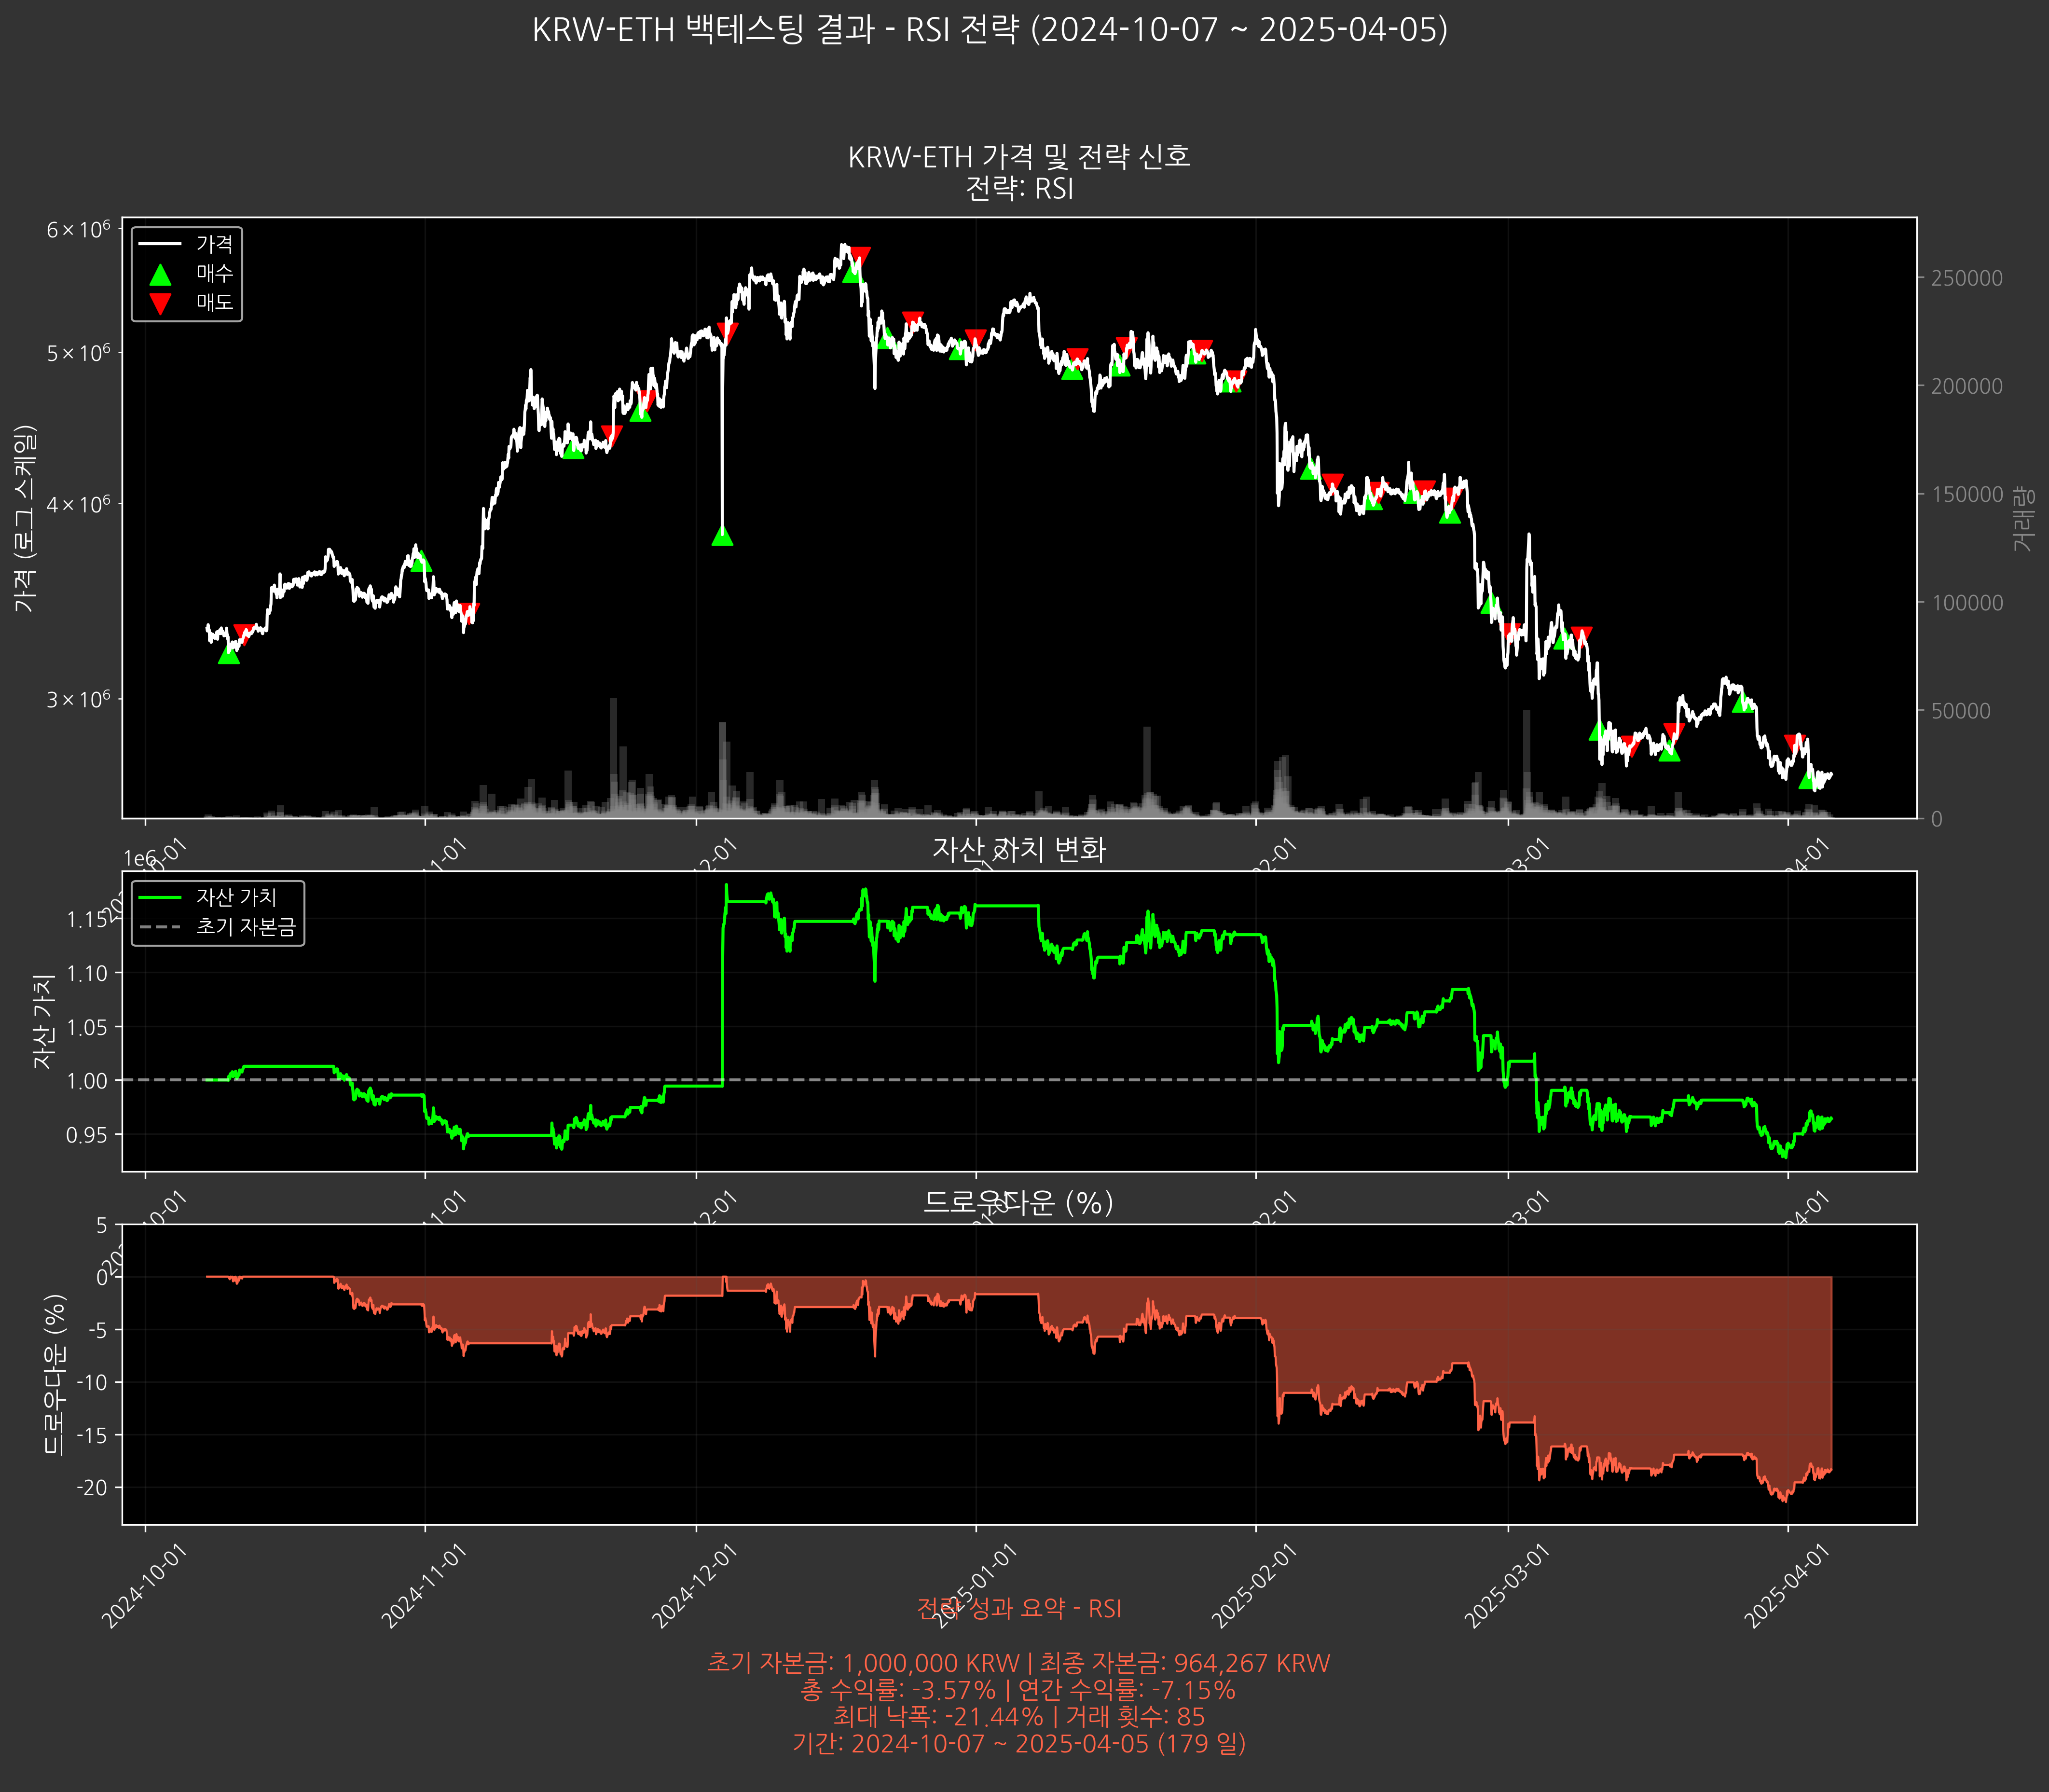 KRW-ETH 백테스팅 결과 - RSI 전략 (2024-10-07 ~ 2025-04-05)
KRW-ETH 가격 및 전략 신호
전략: RSI
가격
매수
매도
6 × 10⁶
5 × 10⁶
4 × 10⁶
3 × 10⁶
가격 (로그 스케일)
250000
200000
150000
100000
50000
0
거래량
자산 가치 변화
1e6
자산 가치
초기 자본금
1.15
1.10
1.05
1.00
0.95
자산 가치
드로우다운 (%)
5
0
-5
-10
-15
-20
드로우다운 (%)
2024-10-01
2024-11-01
2024-12-01
2025-01-01
2025-02-01
2025-03-01
2025-04-01
전략 성과 요약 - RSI
초기 자본금: 1,000,000 KRW | 최종 자본금: 964,267 KRW
총 수익률: -3.57% | 연간 수익률: -7.15%
최대 낙폭: -21.44% | 거래 횟수: 85
기간: 2024-10-07 ~ 2025-04-05 (179 일)